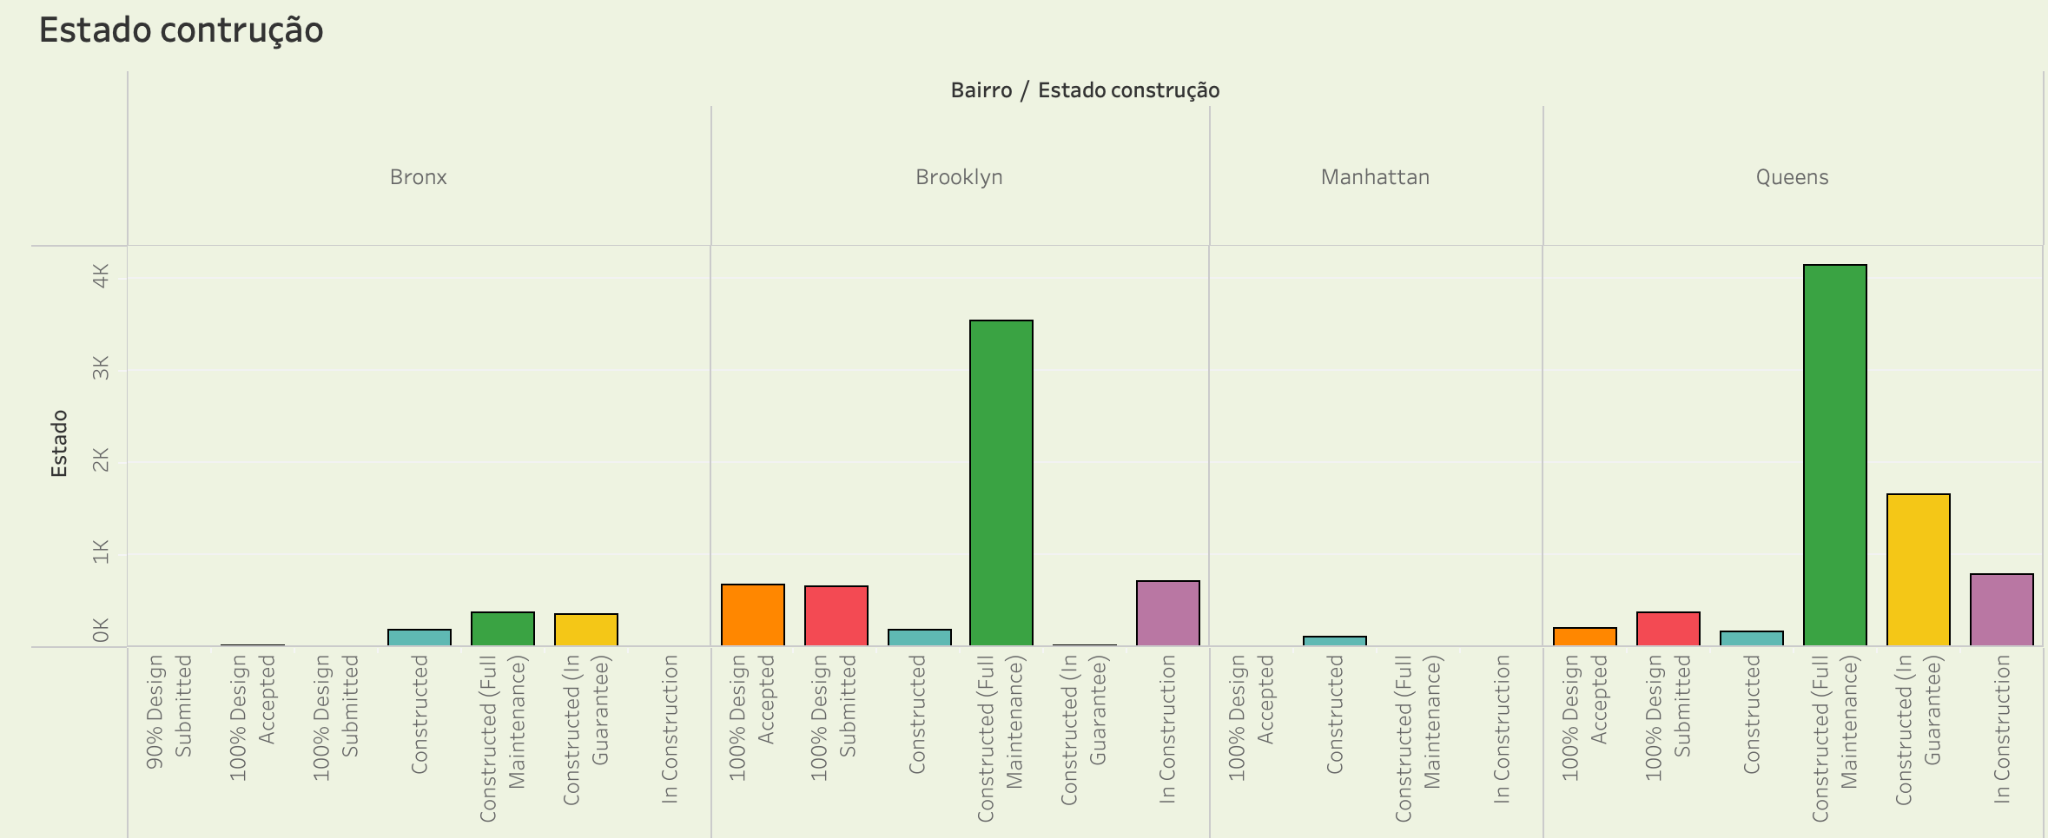 Estado contrução
Bairro / Estado construção
Bronx
Brooklyn
Manhattan
Queens
Estado
4K
3K
2K
1K
0K
90% Design
Submitted
100% Design
Accepted
100% Design
Submitted
Constructed
Constructed (Full
Maintenance)
Constructed (In
Guarantee)
In Construction
100% Design
Accepted
100% Design
Submitted
Constructed
Constructed (Full
Maintenance)
Constructed (In
Guarantee)
In Construction
100% Design
Accepted
Constructed
Constructed (Full
Maintenance)
In Construction
100% Design
Accepted
100% Design
Submitted
Constructed
Constructed (Full
Maintenance)
Constructed (In
Guarantee)
In Construction